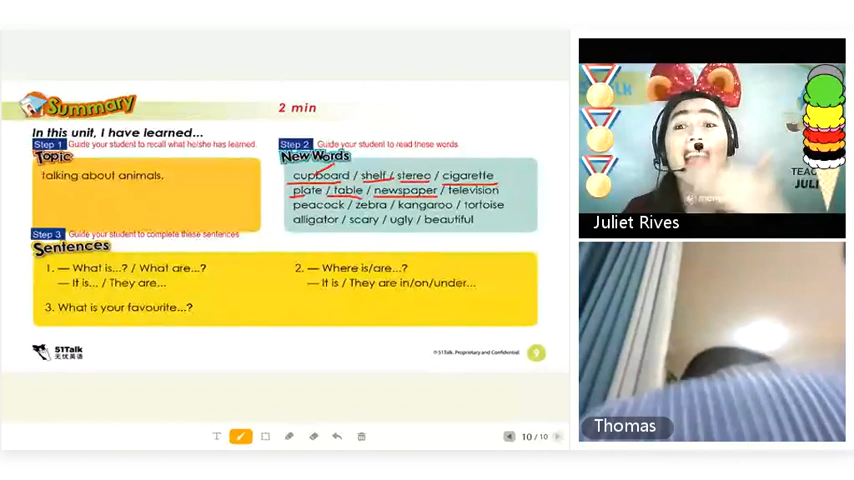 Summary
2 min
In this unit, I have learned...
Step 1 Guide your student to recall what he/she has learned.
Topic
talking about animals.
Step 2 Guide your student to read these words
New Words
cupboard / shelf / stereo / cigarette
plate / table / newspaper / television
peacock / zebra / kangaroo / tortoise
alligator / scary / ugly / beautiful
Step 3 Guide your student to complete these sentences
Sentences
1. — What is...? / What are...?
— It is... / They are...
2. — Where is/are...?
— It is / They are in/on/under...
3. What is your favourite...?
51Talk
无忧英语
© 51Talk. Proprietary and Confidential.
9
10 / 10
Juliet Rives
Thomas